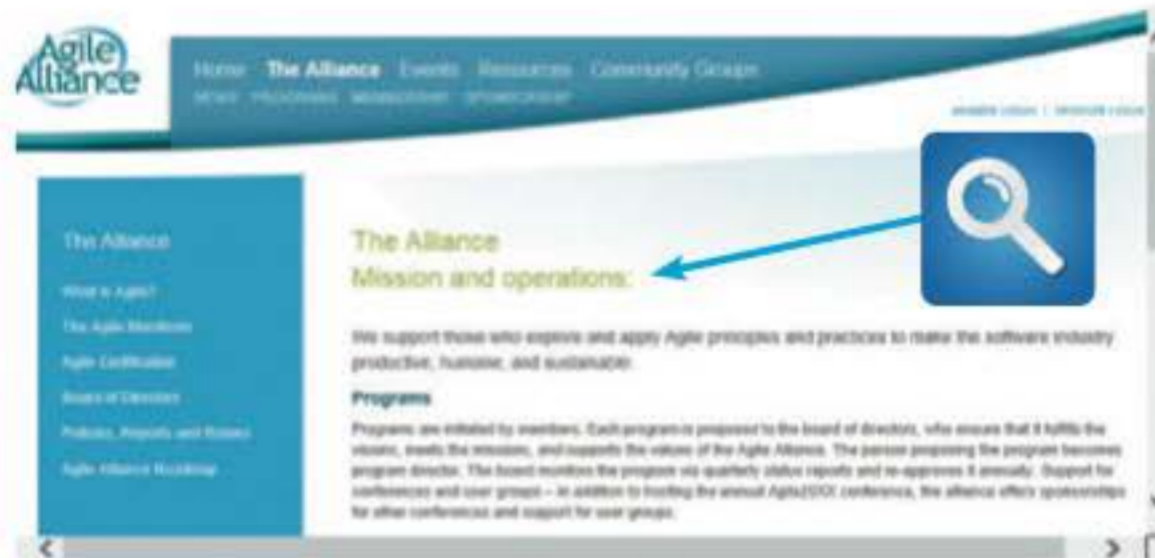 Agile
Alliance
Home The Alliance Events Resources Community Groups
NEWS PROGRAMS MEMBERSHIP SPONSORSHIP
MEMBER LOGIN |
The Alliance
What is Agile?
The Agile Manifesto
Agile Certification
Board of Directors
Policies, Reports and Bylaws
Agile Alliance Roadmap
The Alliance
Mission and operations:
We support those who explore and apply Agile principles and practices to make the software industry
productive, humane, and sustainable.
Programs
Programs are initiated by members. Each program is proposed to the board of directors, who ensure that it fulfills the
vision, meets the mission, and supports the values of the Agile Alliance. The person proposing the program becomes
program director. The board monitors the program via quarterly status reports and re-approves it annually. Support for
conferences and user groups – in addition to hosting the annual Agile20XX conference, the alliance offers sponsorships
for other conferences and support for user groups.